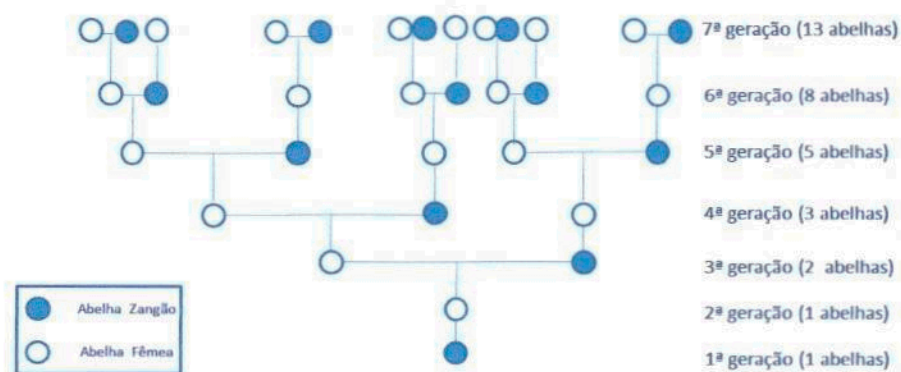 7ª geração (13 abelhas)
6ª geração (8 abelhas)
5ª geração (5 abelhas)
4ª geração (3 abelhas)
3ª geração (2 abelhas)
2ª geração (1 abelhas)
1ª geração (1 abelhas)
Abelha Zangão
Abelha Fêmea